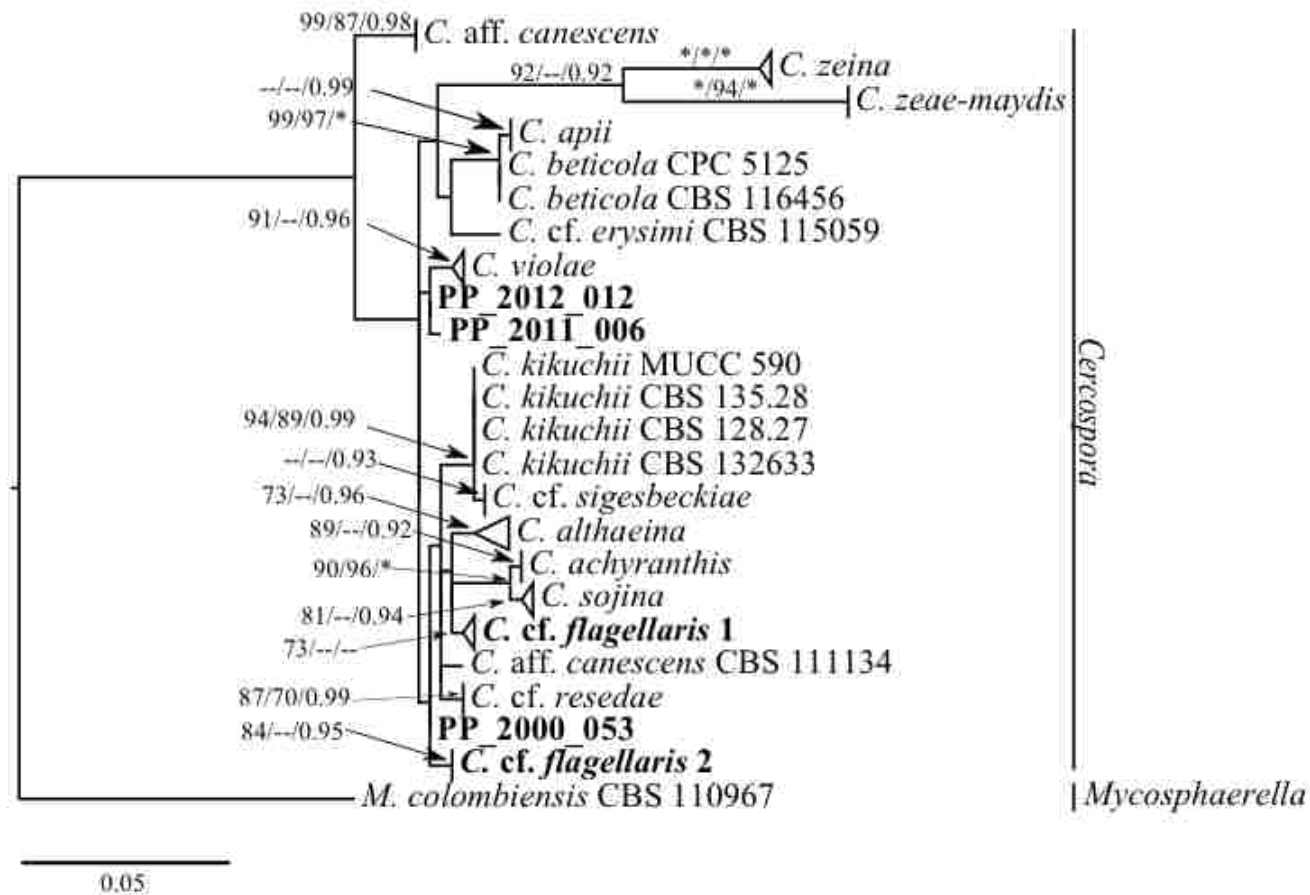 99/87/0.98
C. aff. canescens
*/*/*
C. zeina
92/--/0.92
*/94/*
C. zeae-maydis
--/--/0.99
99/97/*
C. apii
C. beticola CPC 5125
C. beticola CBS 116456
91/--/0.96
C. cf. erysimi CBS 115059
C. violae
PP_2012_012
PP_2011_006
C. kikuchii MUCC 590
C. kikuchii CBS 135.28
94/89/0.99
C. kikuchii CBS 128.27
--/--/0.93
C. kikuchii CBS 132633
73/--/0.96
C. cf. sigesbeckiae
89/--/0.92
C. althaeina
90/96/*
C. achyranthis
81/--/0.94
C. sojina
73/--/--
C. cf. flagellaris 1
C. aff. canescens CBS 111134
87/70/0.99
C. cf. resedae
84/--/0.95
PP_2000_053
C. cf. flagellaris 2
M. colombiensis CBS 110967
Cercospora
Mycosphaerella
0.05